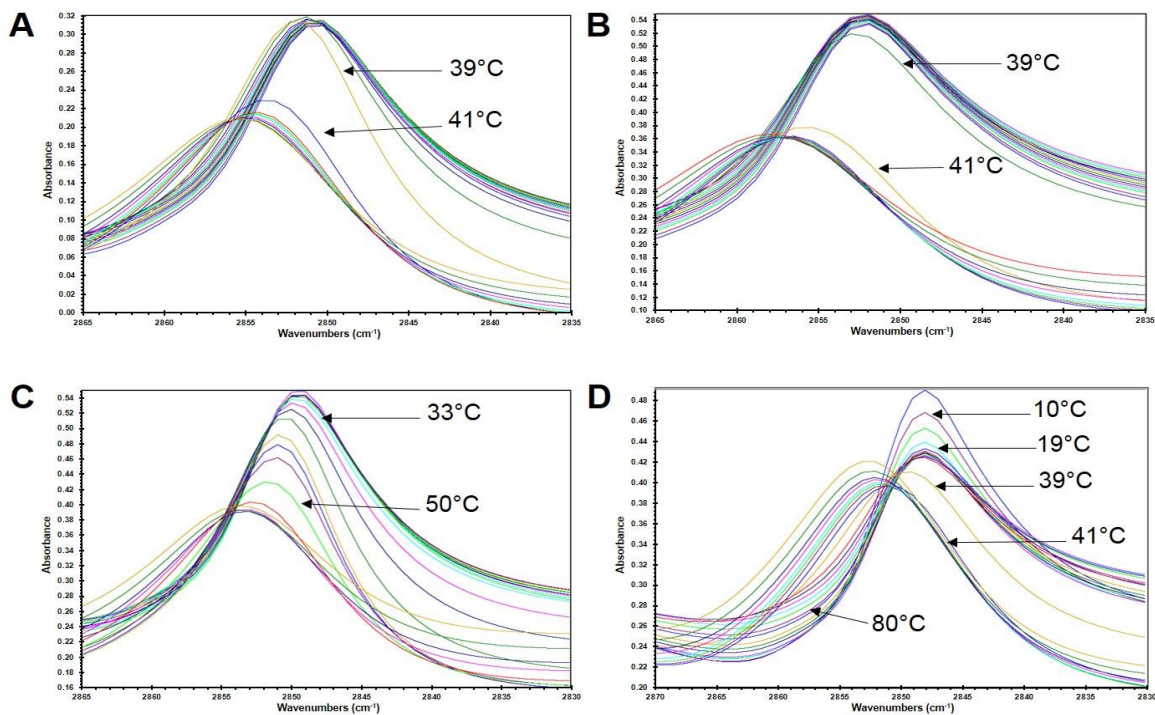 A
0.32
0.30
0.28
0.26
0.24
0.22
0.20
0.18
0.16
0.14
0.12
0.10
0.08
0.06
0.04
0.02
0.00
Absorbance
39°C
41°C
2865 2860 2855 2850 2845 2840 2835
Wavenumbers (cm-1)
B
0.54
0.52
0.50
0.48
0.46
0.44
0.42
0.40
0.38
0.36
0.34
0.32
0.30
0.28
0.26
0.24
0.22
0.20
0.18
0.16
0.14
0.12
0.10
Absorbance
39°C
41°C
2865 2860 2855 2850 2845 2840 2835
Wavenumbers (cm-1)
C
0.54
0.52
0.50
0.48
0.46
0.44
0.42
0.40
0.38
0.36
0.34
0.32
0.30
0.28
0.26
0.24
0.22
0.20
0.18
0.16
Absorbance
33°C
50°C
2865 2860 2855 2850 2845 2840 2835 2830
Wavenumbers (cm-1)
D
0.48
0.46
0.44
0.42
0.40
0.38
0.36
0.34
0.32
0.30
0.28
0.26
0.24
0.22
0.20
Absorbance
10°C
19°C
39°C
41°C
80°C
2870 2865 2860 2855 2850 2845 2840 2835 2830
Wavenumbers (cm-1)